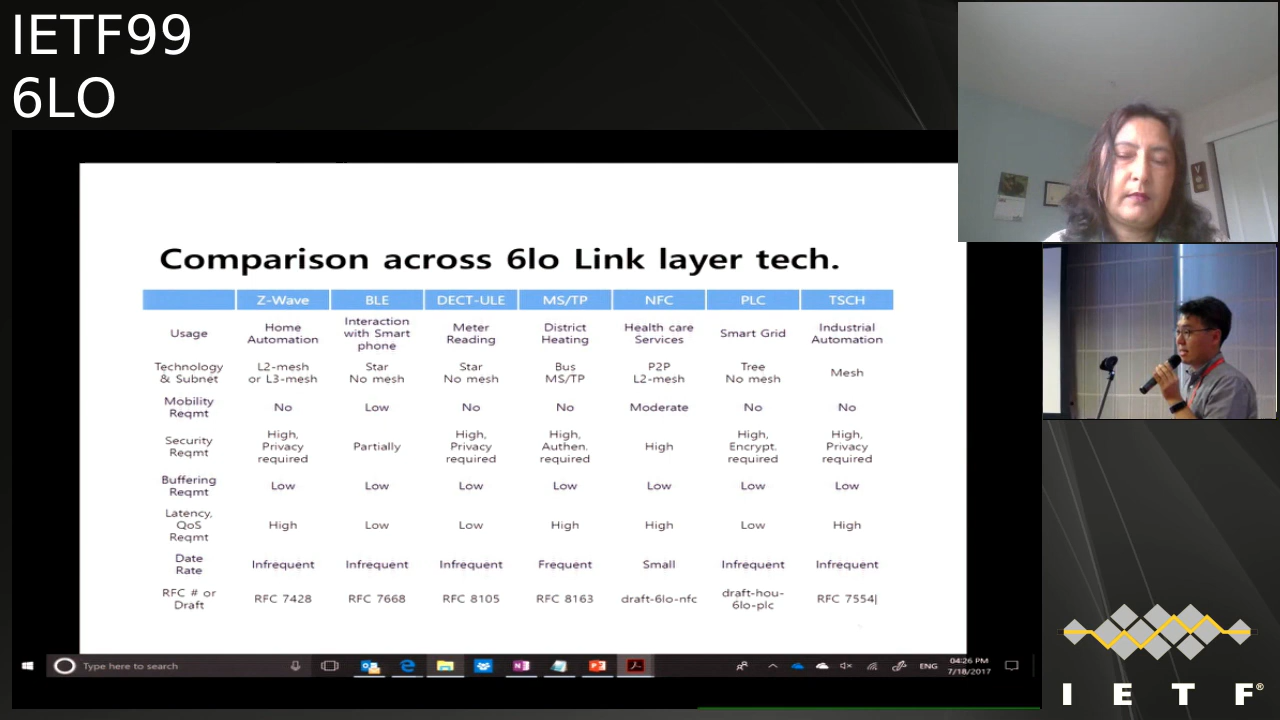 IETF99
6LO
Comparison across 6lo Link layer tech.
Z-Wave BLE DECT-ULE MS/TP NFC PLC TSCH
Usage Home Automation Interaction with Smart phone Meter Reading District Heating Health care Services Smart Grid Industrial Automation
Technology & Subnet L2-mesh or L3-mesh Star No mesh Star No mesh Bus MS/TP P2P L2-mesh Tree No mesh Mesh
Mobility Reqmt No Low No No Moderate No No
Security Reqmt High, Privacy required Partially High, Privacy required High, Authen. required High High, Encrypt. required High, Privacy required
Buffering Reqmt Low Low Low Low Low Low Low
Latency, QoS Reqmt High Low Low High High Low High
Date Rate Infrequent Infrequent Infrequent Frequent Small Infrequent Infrequent
RFC # or Draft RFC 7428 RFC 7668 RFC 8105 RFC 8163 draft-6lo-nfc draft-hou-6lo-plc RFC 7554|
Type here to search
ENG
04:26 PM
7/18/2017
I E T F®